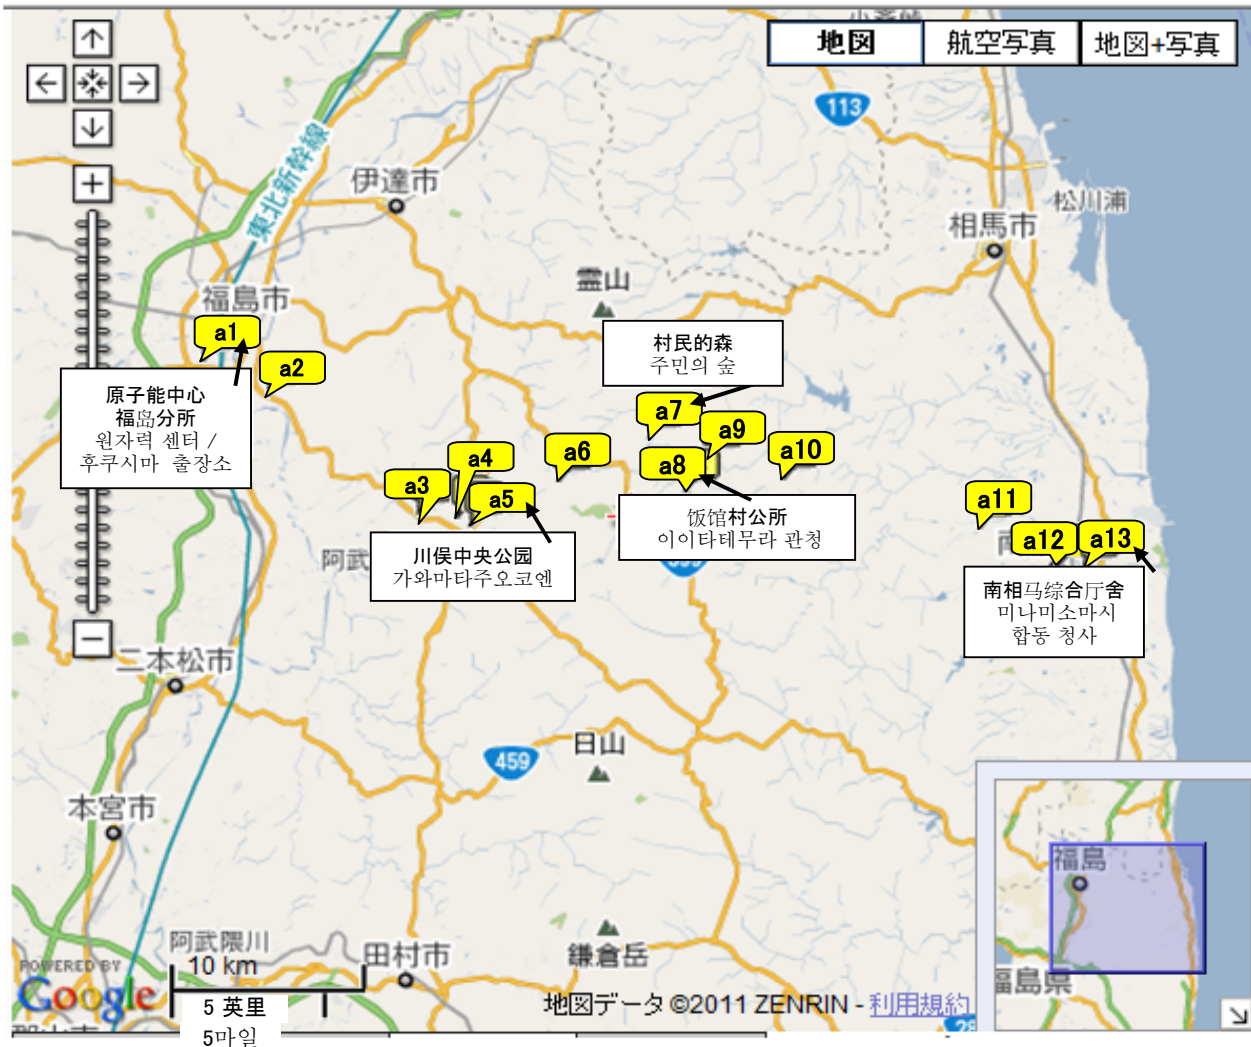 地図
航空写真
地図+写真
113
東北新幹線
伊達市
松川浦
相馬市
福島市
霊山
a1
a2
村民的森
주민의 숲
原子能中心
福岛分所
원자력 센터 /
후쿠시마 출장소
a7
a9
a4
a6
a10
a8
a3
a5
a11
饭馆村公所
이이타테무라 관청
a12
a13
川俣中央公园
가와마타주오코엔
南相马综合厅舍
미나미소마시
합동 청사
二本松市
日山
459
本宮市
福島
阿武隈川
田村市
鎌倉岳
POWERED BY
Google
10 km
5 英里
5마일
福島県
地図データ ©2011 ZENRIN - 利用規約